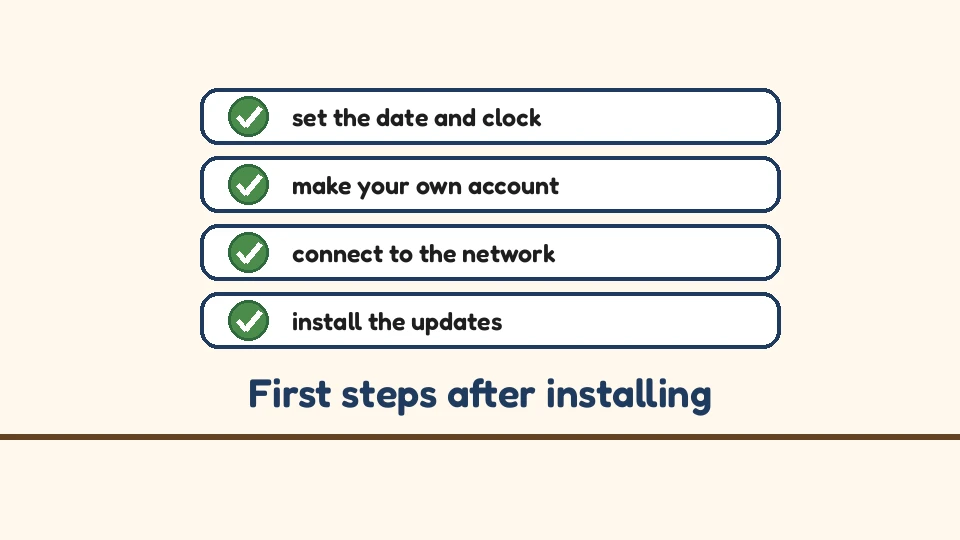 set the date and clock
make your own account
connect to the network
install the updates
First steps after installing